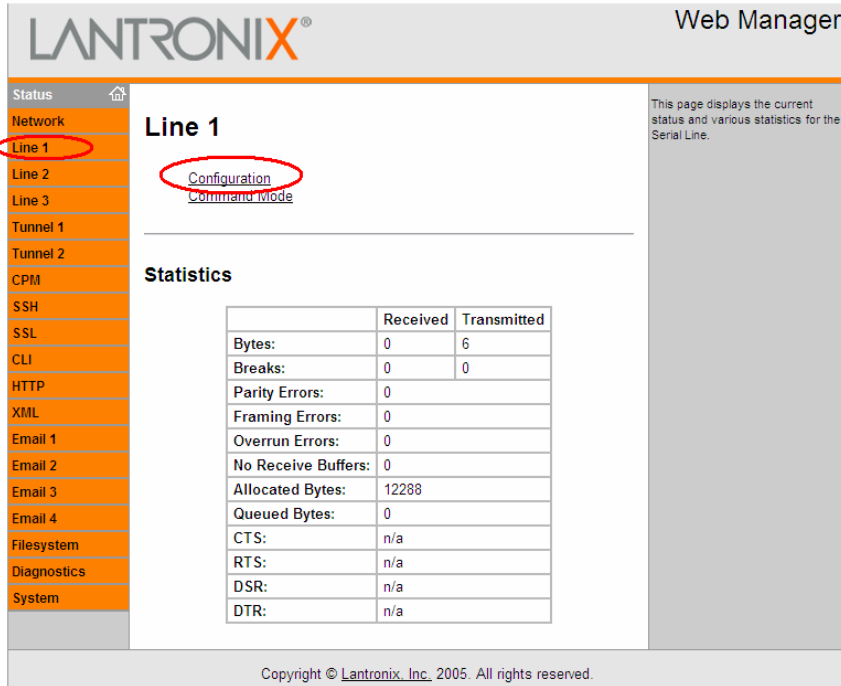 LANTRONIX®
Web Manager
Status
Network
Line 1
Line 2
Line 3
Tunnel 1
Tunnel 2
CPM
SSH
SSL
CLI
HTTP
XML
Email 1
Email 2
Email 3
Email 4
Filesystem
Diagnostics
System
Line 1
Configuration
Command Mode
Statistics
Received Transmitted
Bytes: 0 6
Breaks: 0 0
Parity Errors: 0
Framing Errors: 0
Overrun Errors: 0
No Receive Buffers: 0
Allocated Bytes: 12288
Queued Bytes: 0
CTS: n/a
RTS: n/a
DSR: n/a
DTR: n/a
This page displays the current
status and various statistics for the
Serial Line.
Copyright © Lantronix, Inc. 2005. All rights reserved.